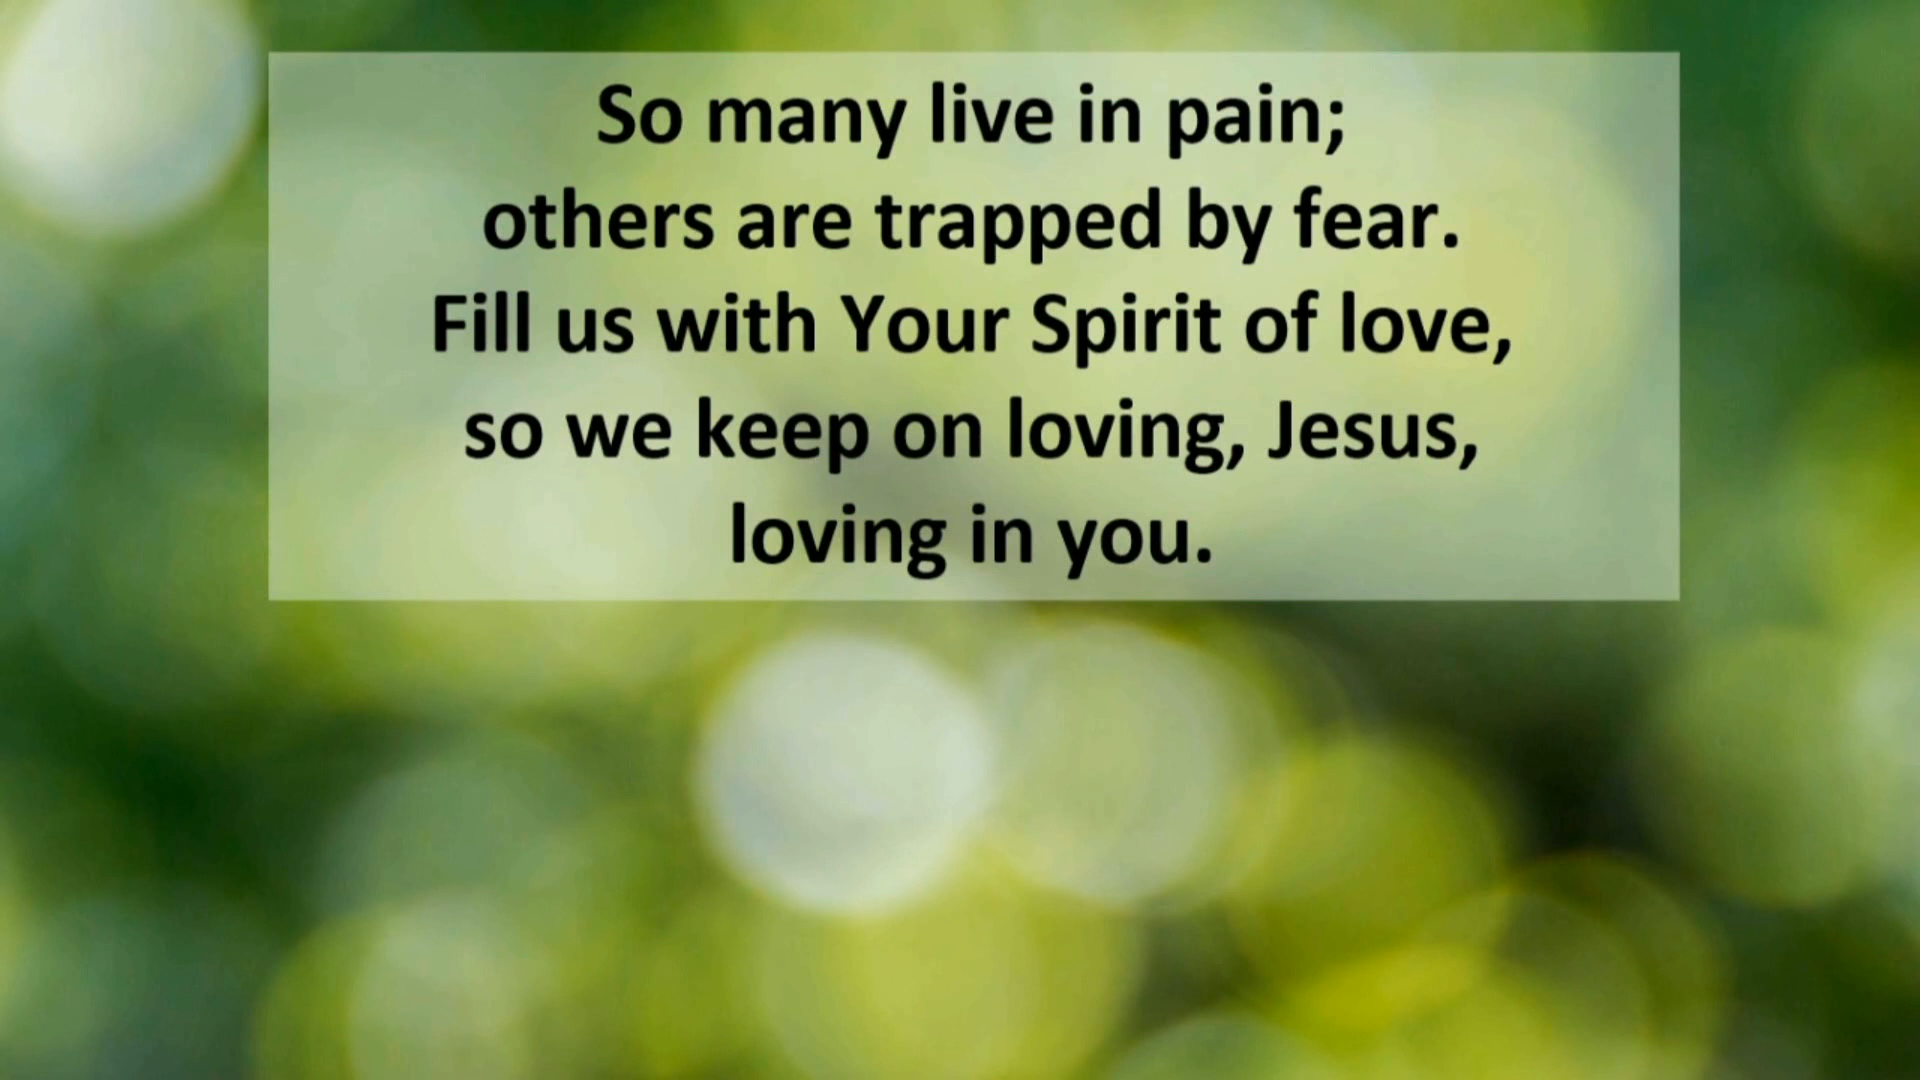 So many live in pain;
others are trapped by fear.
Fill us with Your Spirit of love,
so we keep on loving, Jesus,
loving in you.